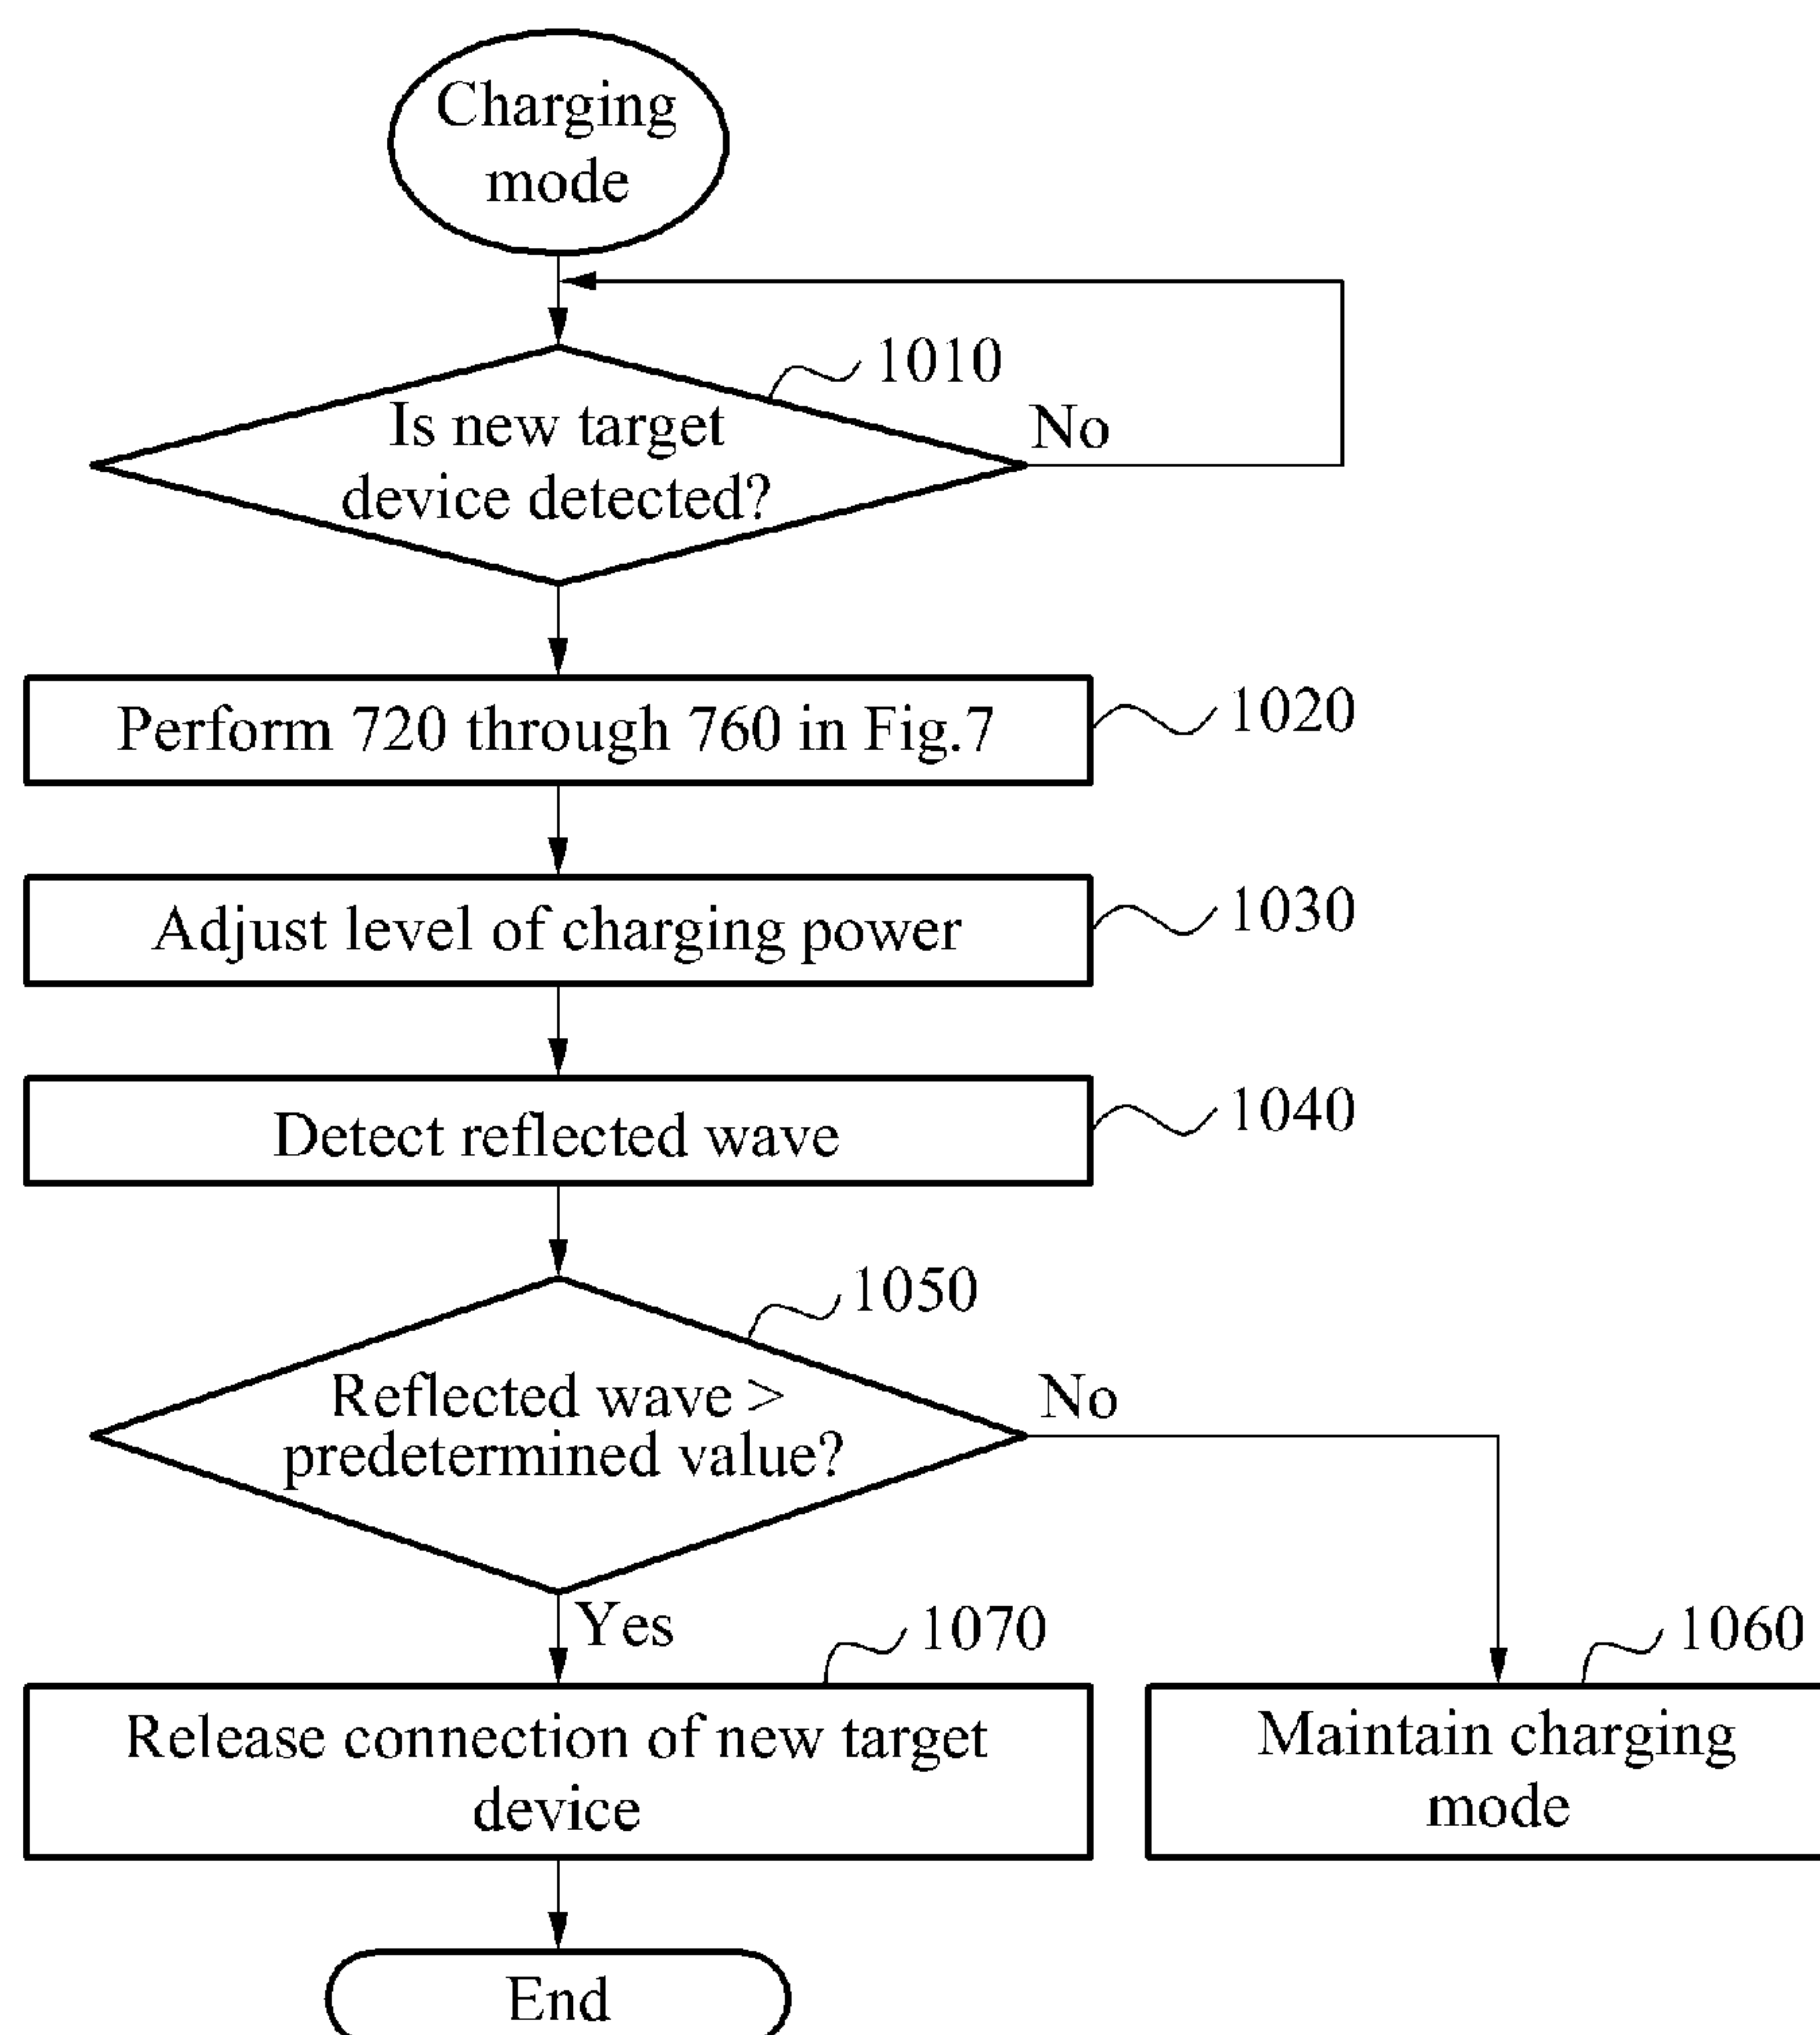 Charging
mode
1010
Is new target
device detected?
No
Perform 720 through 760 in Fig.7
1020
Adjust level of charging power
1030
Detect reflected wave
1040
1050
Reflected wave >
predetermined value?
No
Yes
1070
1060
Release connection of new target
device
Maintain charging
mode
End